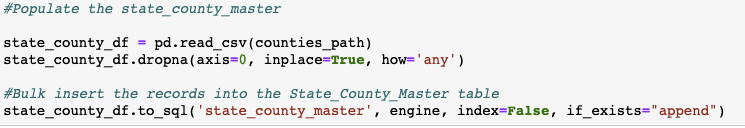 #Populate the state_county_master
state_county_df = pd.read_csv(counties_path)
state_county_df.dropna(axis=0, inplace=True, how='any')
#Bulk insert the records into the State_County_Master table
state_county_df.to_sql('state_county_master', engine, index=False, if_exists="append")